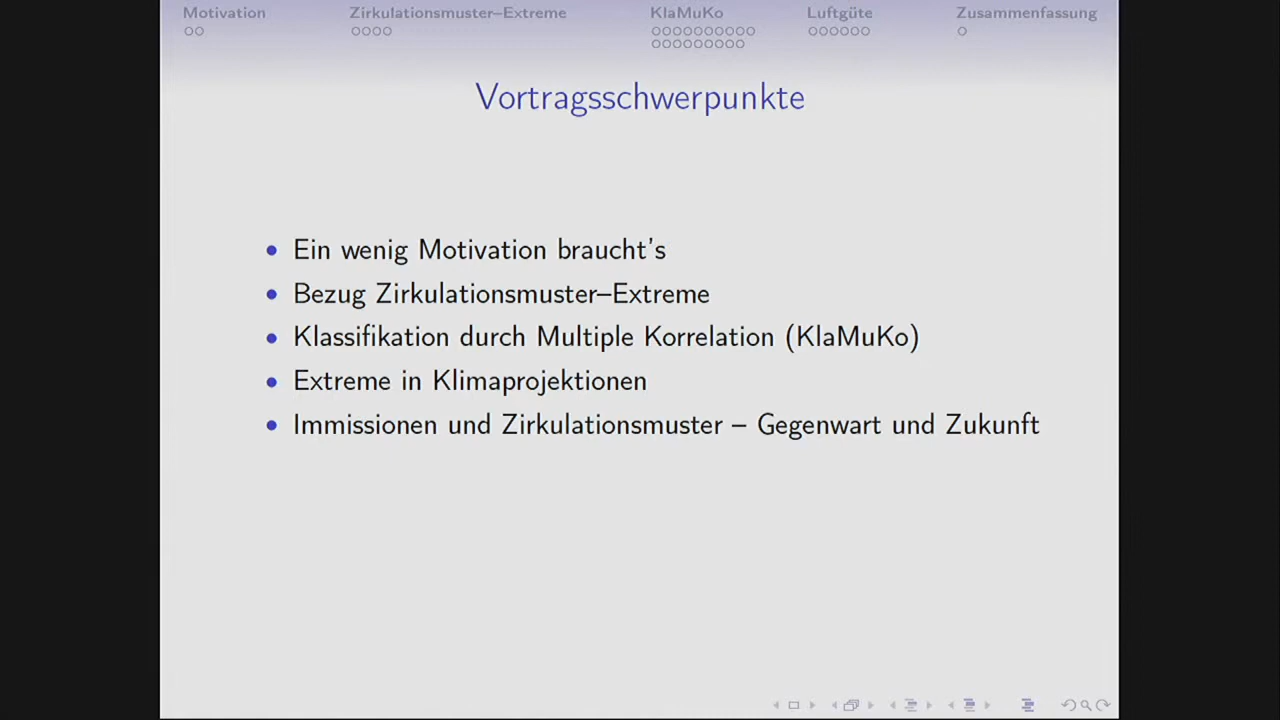 Motivation Zirkulationsmuster–Extreme KlaMuKo Luftgüte Zusammenfassung
Vortragsschwerpunkte
• Ein wenig Motivation braucht's
• Bezug Zirkulationsmuster–Extreme
• Klassifikation durch Multiple Korrelation (KlaMuKo)
• Extreme in Klimaprojektionen
• Immissionen und Zirkulationsmuster – Gegenwart und Zukunft